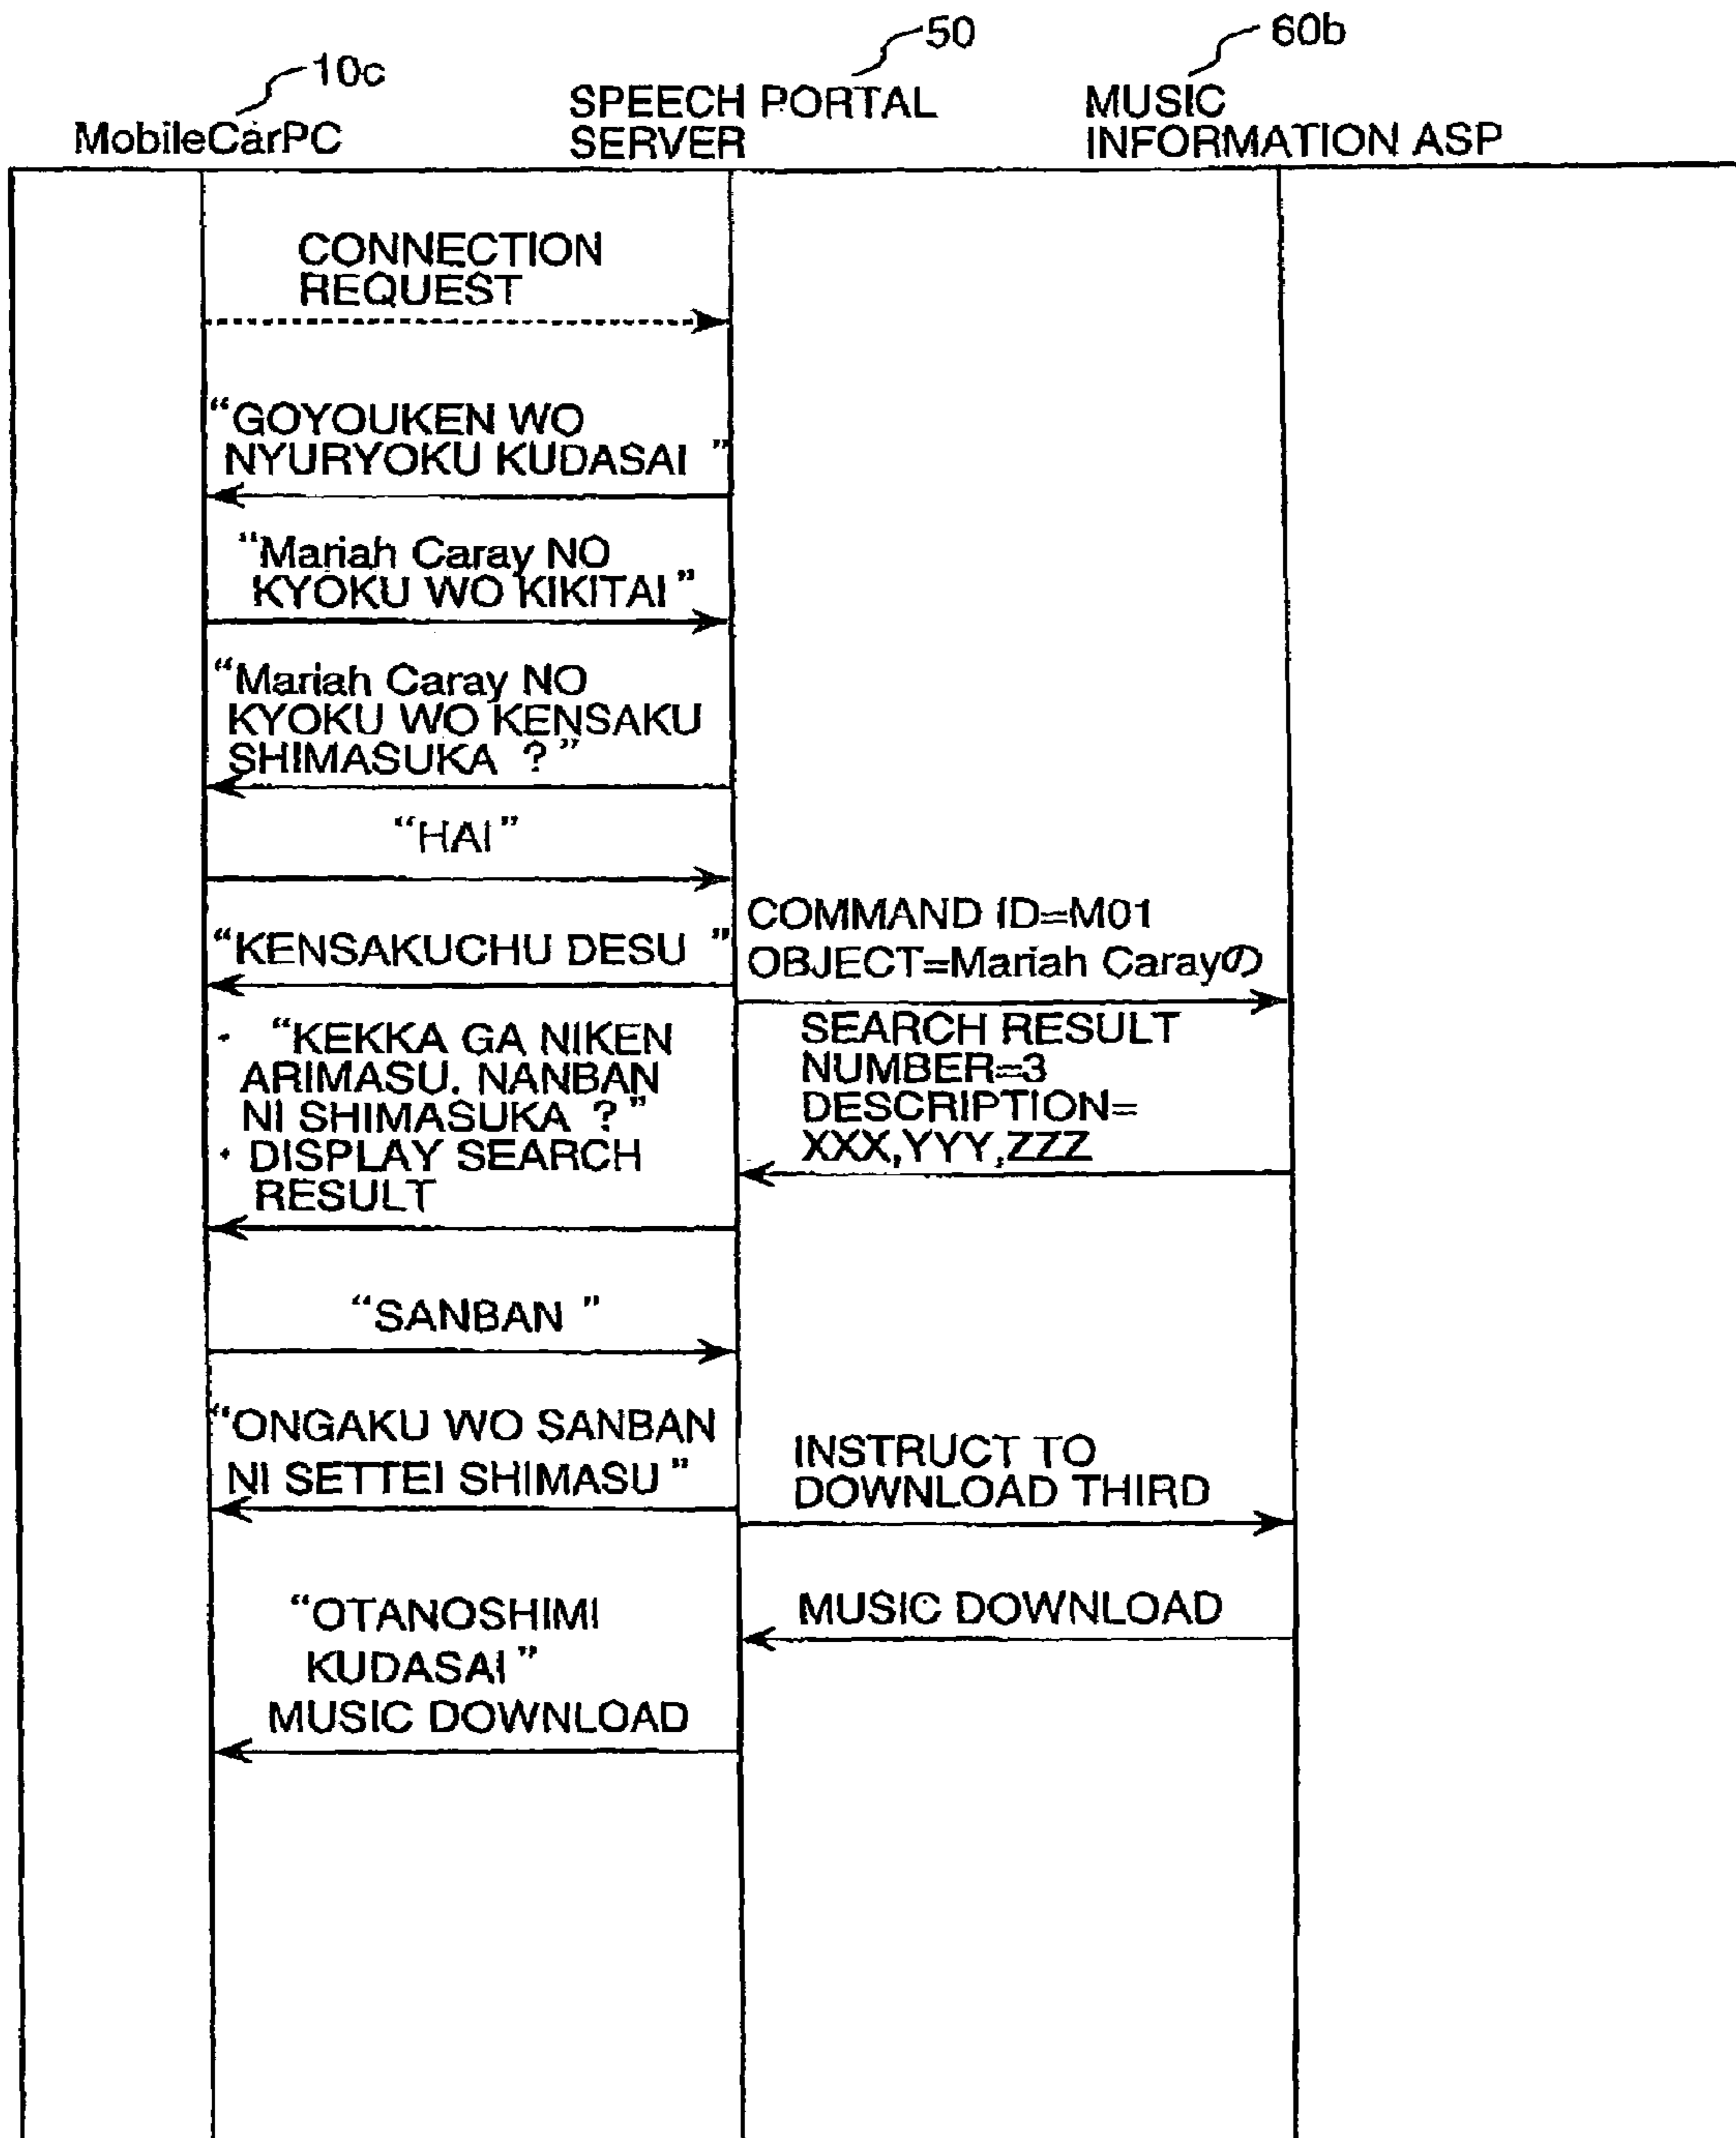 10c
50
60b
MobileCarPC
SPEECH PORTAL
SERVER
MUSIC
INFORMATION ASP
CONNECTION
REQUEST
“GOYOUKEN WO
NYURYOKU KUDASAI ”
“Mariah Caray NO
KYOKU WO KIKITAI”
“Mariah Caray NO
KYOKU WO KENSAKU
SHIMASUKA ?”
“HAI”
“KENSAKUCHU DESU ”
COMMAND ID=M01
OBJECT=Mariah Carayの
・ “KEKKA GA NIKEN
ARIMASU. NANBAN
NI SHIMASUKA ?”
・ DISPLAY SEARCH
RESULT
SEARCH RESULT
NUMBER=3
DESCRIPTION=
XXX,YYY,ZZZ
“SANBAN ”
“ONGAKU WO SANBAN
NI SETTEI SHIMASU”
INSTRUCT TO
DOWNLOAD THIRD
“OTANOSHIMI
KUDASAI”
MUSIC DOWNLOAD
MUSIC DOWNLOAD